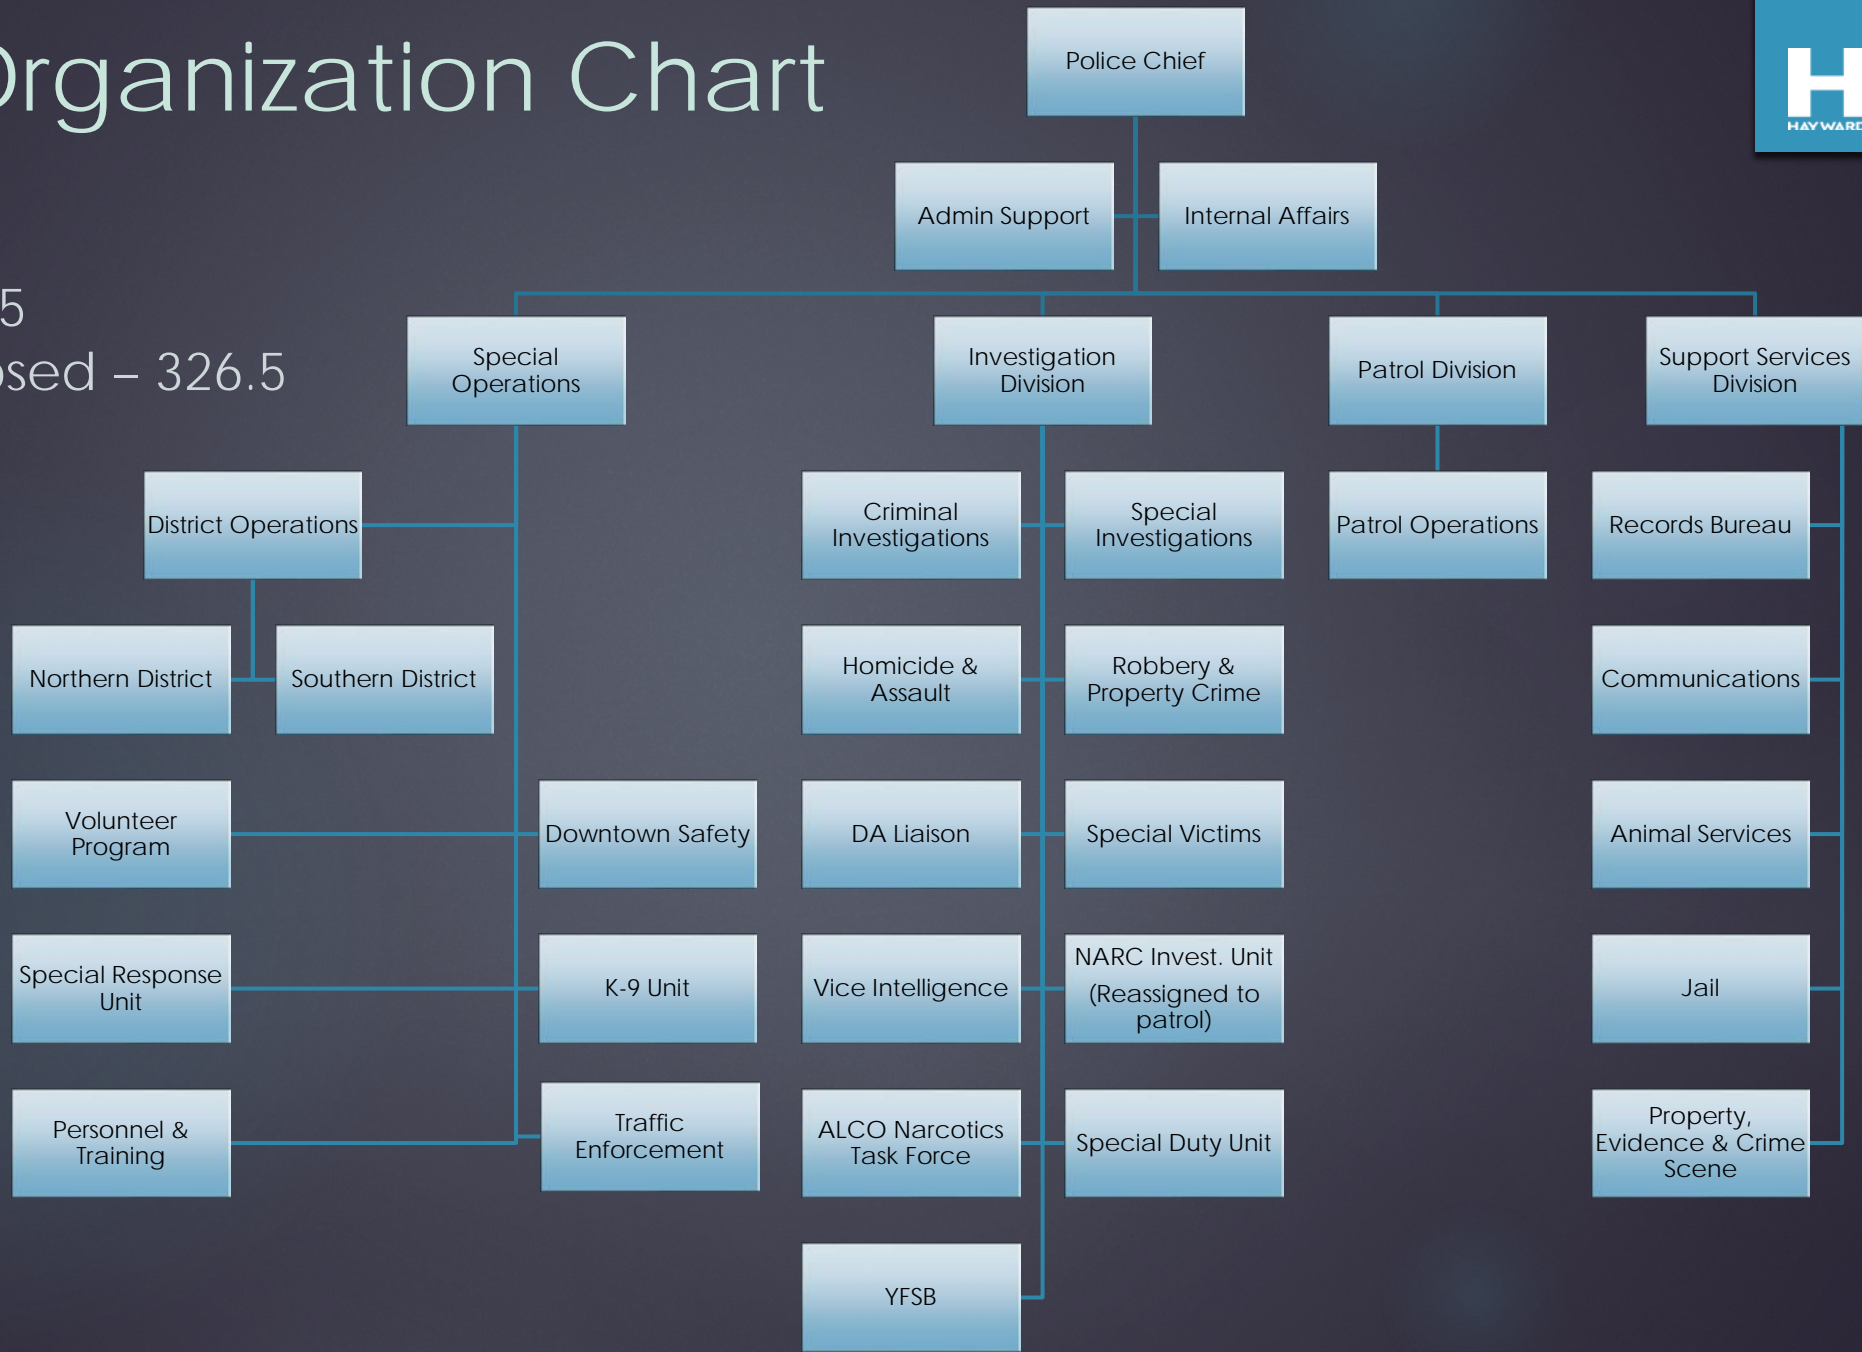 Organization Chart
Police Chief
HAYWARD
Admin Support
Internal Affairs
5
osed – 326.5
Special
Operations
Investigation
Division
Patrol Division
Support Services
Division
District Operations
Criminal
Investigations
Special
Investigations
Patrol Operations
Records Bureau
Northern District
Southern District
Homicide &
Assault
Robbery &
Property Crime
Communications
Volunteer
Program
Downtown Safety
DA Liaison
Special Victims
Animal Services
Special Response
Unit
K-9 Unit
Vice Intelligence
NARC Invest. Unit
(Reassigned to
patrol)
Jail
Personnel &
Training
Traffic
Enforcement
ALCO Narcotics
Task Force
Special Duty Unit
Property,
Evidence & Crime
Scene
YFSB